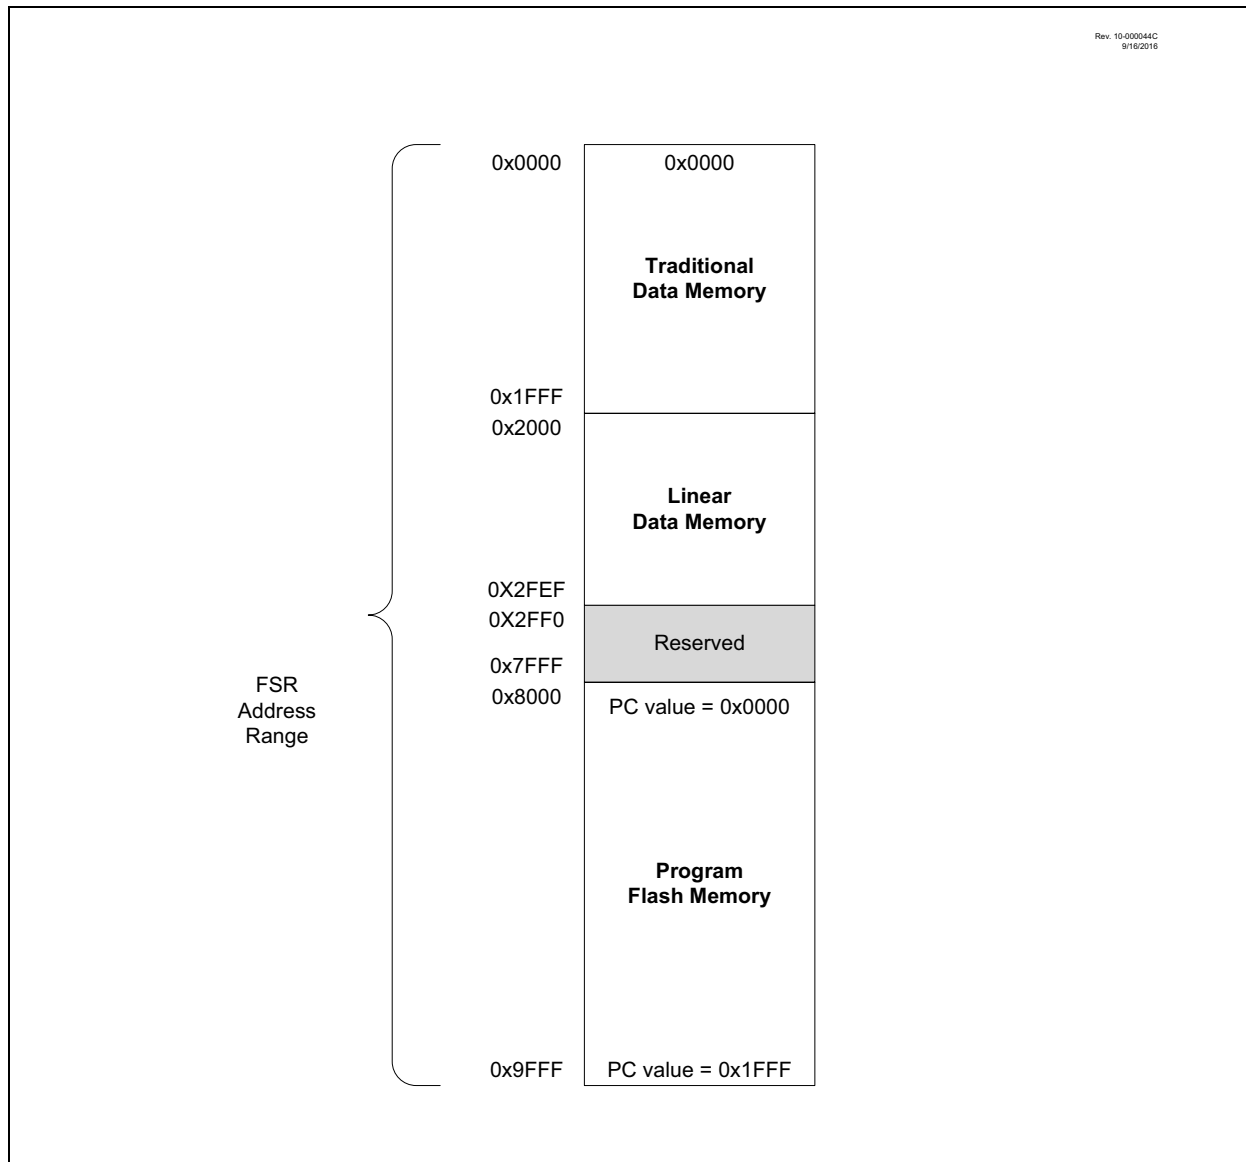 Rev. 10-000044C
9/16/2016
0x0000
0x0000
Traditional
Data Memory
0x1FFF
0x2000
Linear
Data Memory
0X2FEF
0X2FF0
Reserved
0x7FFF
0x8000
PC value = 0x0000
FSR
Address
Range
Program
Flash Memory
0x9FFF
PC value = 0x1FFF